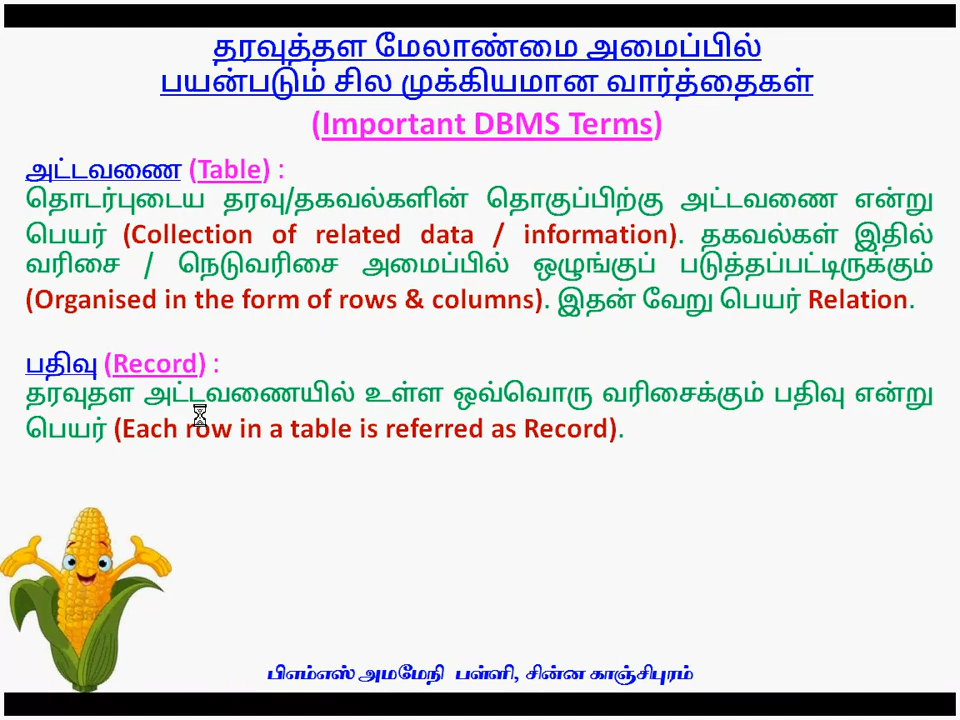 தரவுத்தள மேலாண்மை அமைப்பில்
பயன்படும் சில முக்கியமான வார்த்தைகள்
(Important DBMS Terms)
அட்டவணை (Table) :
தொடர்புடைய தரவு/தகவல்களின் தொகுப்பிற்கு அட்டவணை என்று
பெயர் (Collection of related data / information). தகவல்கள் இதில்
வரிசை / நெடுவரிசை அமைப்பில் ஒழுங்குப் படுத்தப்பட்டிருக்கும்
(Organised in the form of rows & columns). இதன் வேறு பெயர் Relation.
பதிவு (Record) :
தரவுதள அட்டவணையில் உள்ள ஒவ்வொரு வரிசைக்கும் பதிவு என்று
பெயர் (Each row in a table is referred as Record).
பிஎம்எஸ் அமமேநி பள்ளி, சின்ன காஞ்சிபுரம்